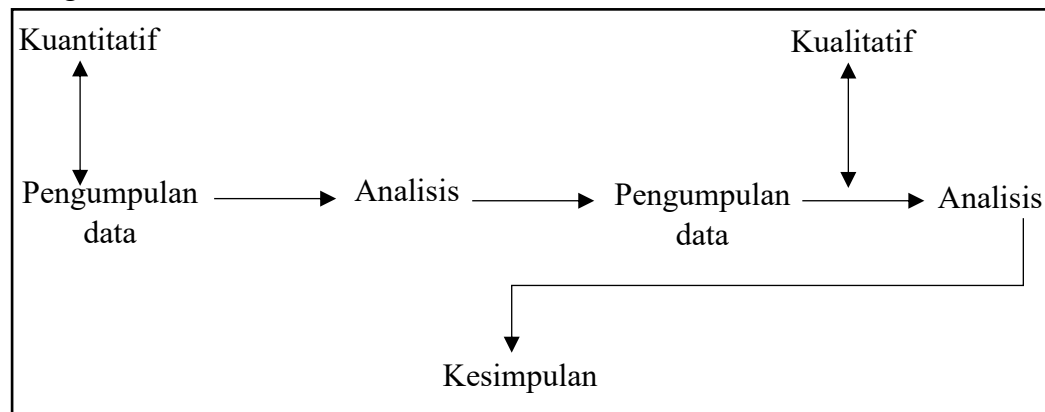 Kuantitatif
Kualitatif
Pengumpulan
data
Analisis
Pengumpulan
data
Analisis
Kesimpulan